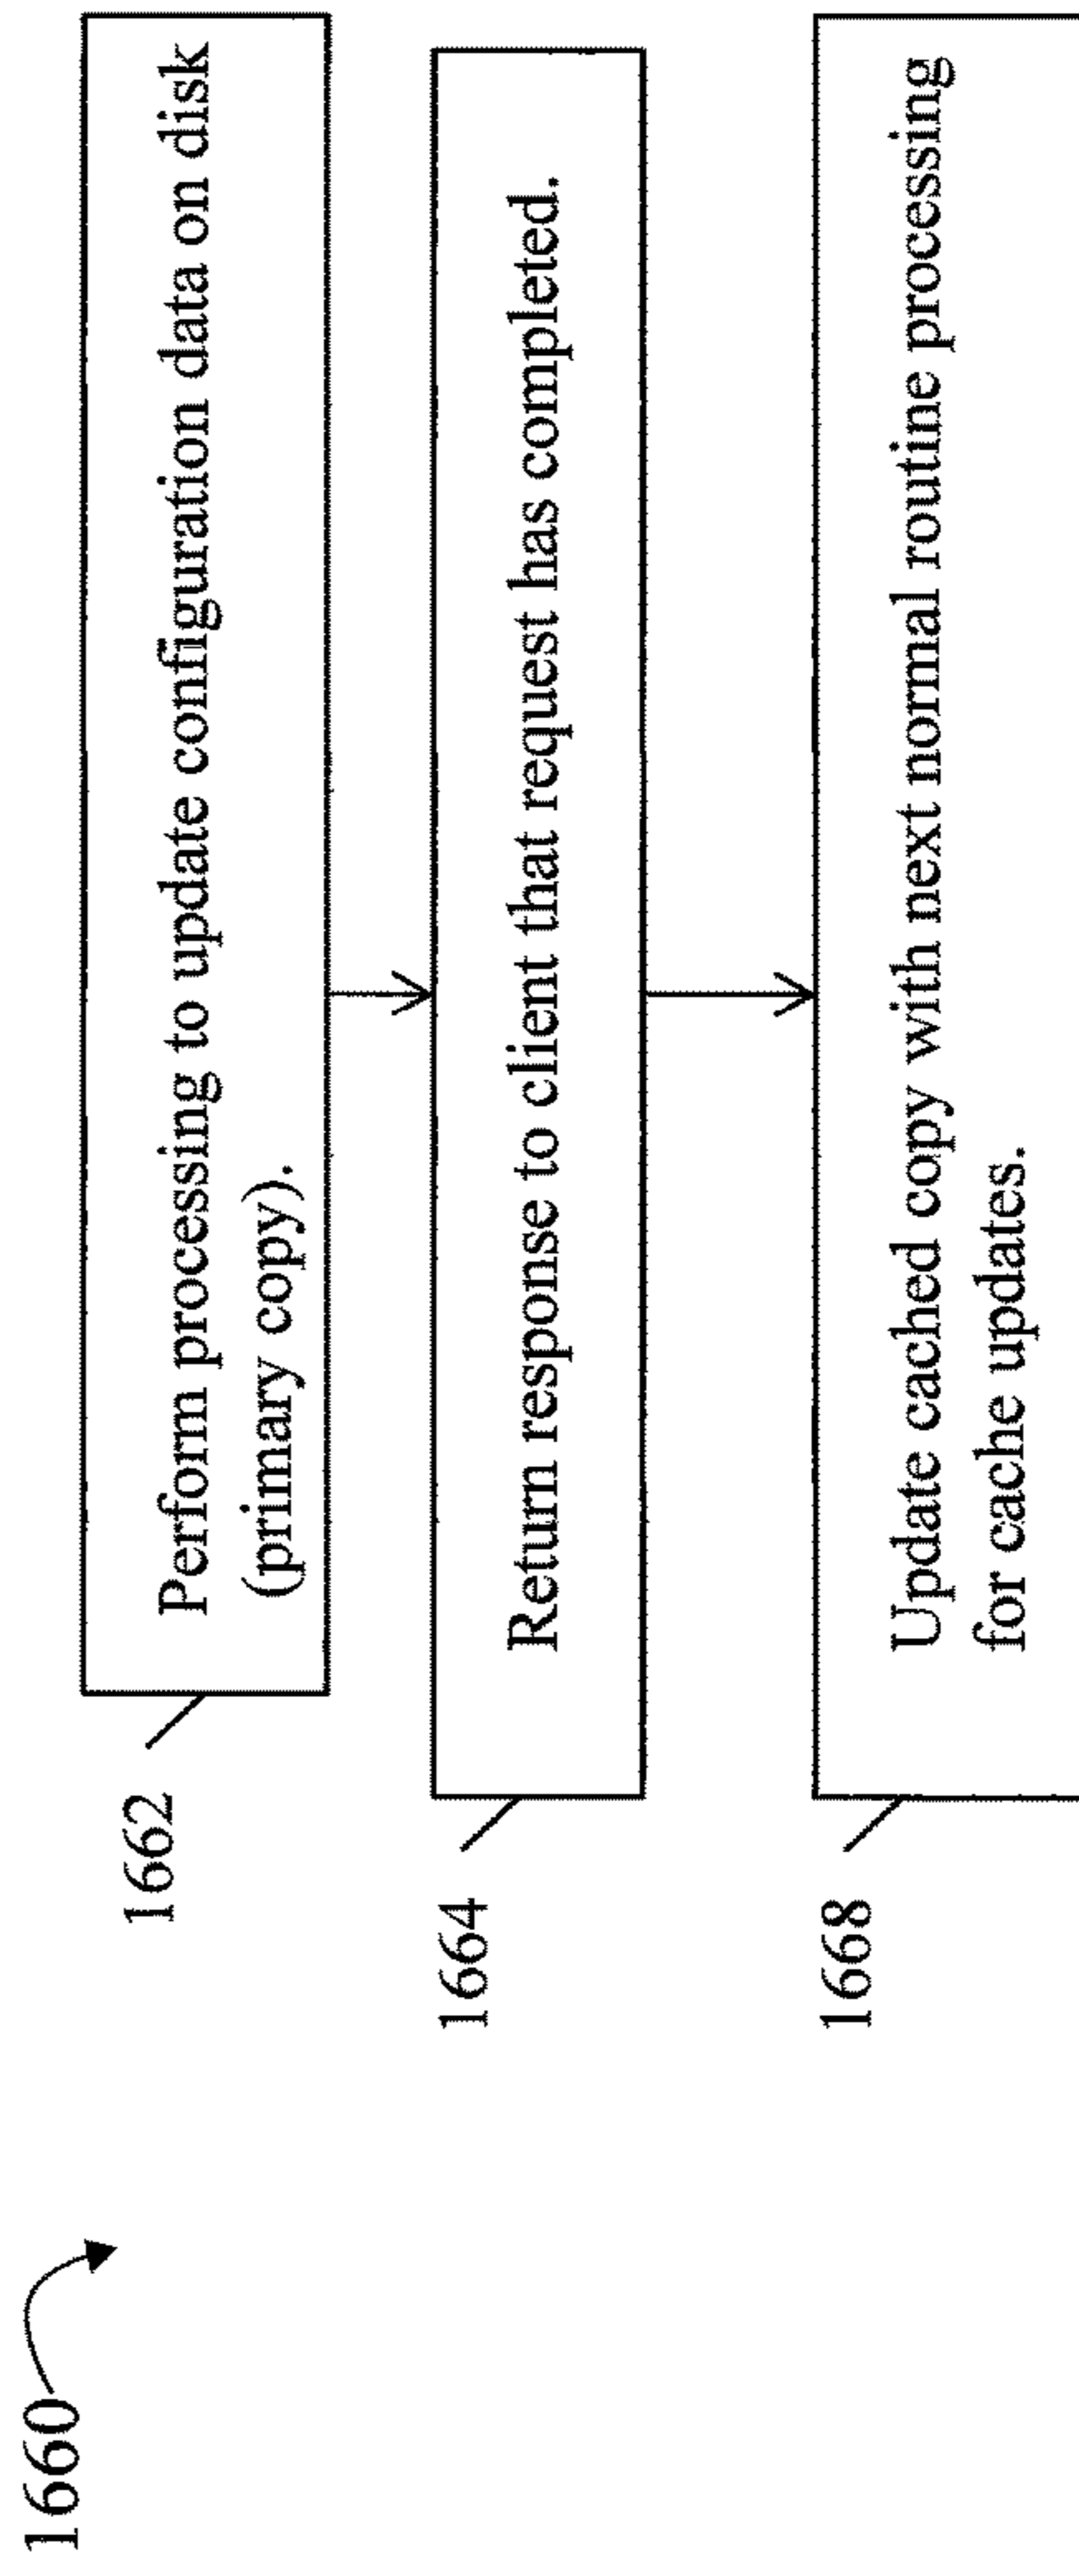 1660
1662
Perform processing to update configuration data on disk
(primary copy).
1664
Return response to client that request has completed.
1668
Update cached copy with next normal routine processing
for cache updates.